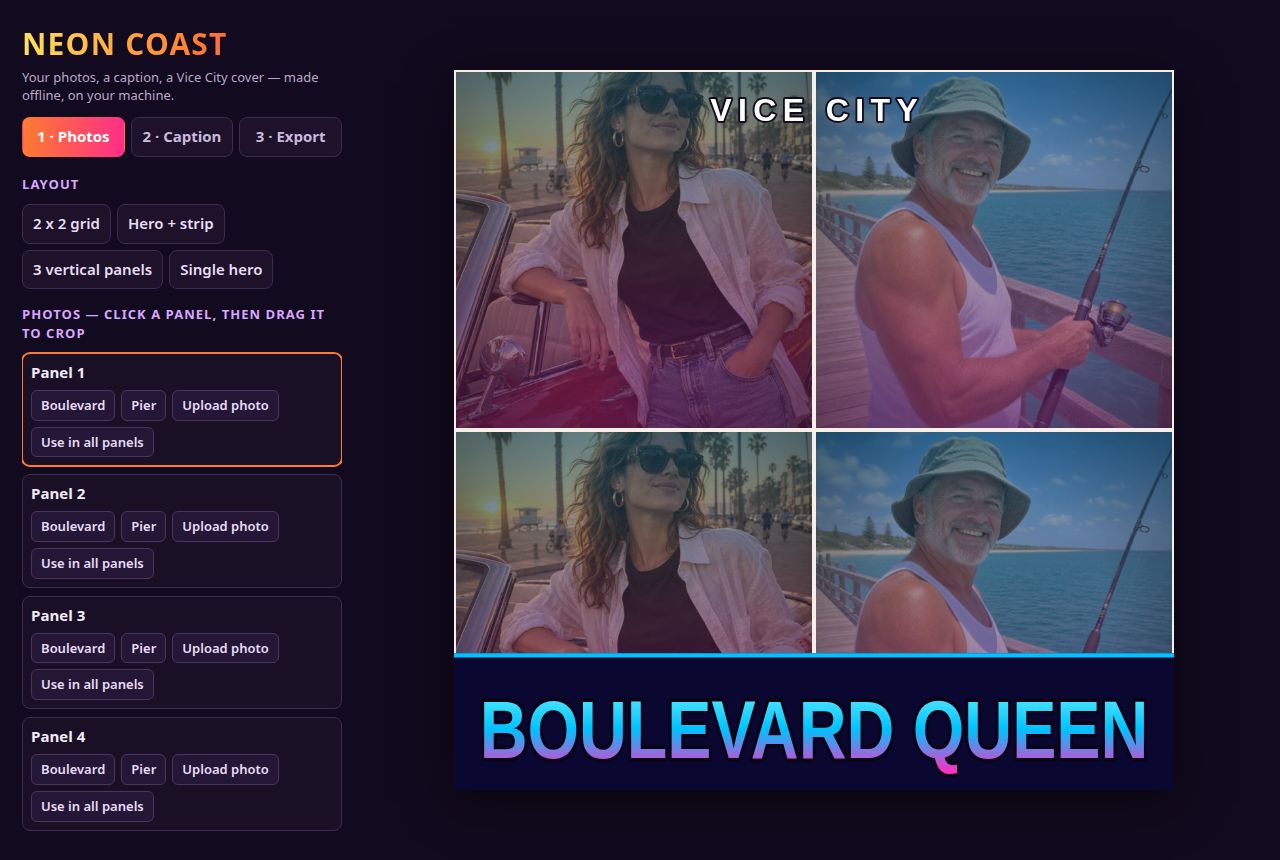 NEON COAST
Your photos, a caption, a Vice City cover — made
offline, on your machine.
1 · Photos
2 · Caption
3 · Export
LAYOUT
2 x 2 grid
Hero + strip
3 vertical panels
Single hero
PHOTOS — CLICK A PANEL, THEN DRAG IT
TO CROP
Panel 1
Boulevard
Pier
Upload photo
Use in all panels
Panel 2
Boulevard
Pier
Upload photo
Use in all panels
Panel 3
Boulevard
Pier
Upload photo
Use in all panels
Panel 4
Boulevard
Pier
Upload photo
Use in all panels
VICE CITY
BOULEVARD QUEEN